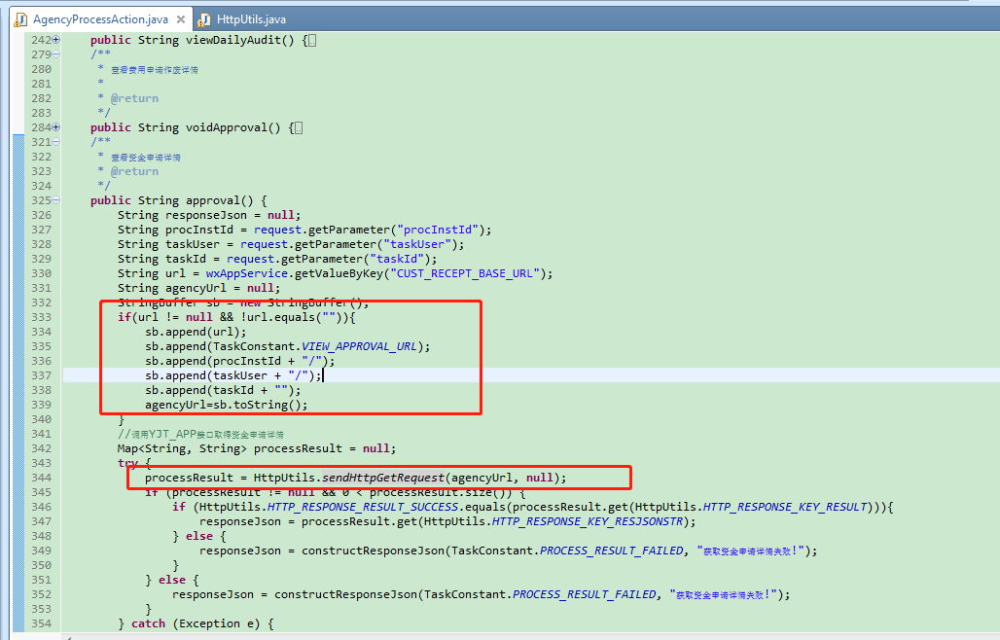 AgencyProcessAction.java
HttpUtils.java
242 public String viewDailyAudit() {
279 /**
280 * 查看费用申请作废详情
281 *
282 * @return
283 */
284 public String voidApproval() {
321 /**
322 * 查看资金申请详情
323 * @return
324 */
325 public String approval() {
326 String responseJson = null;
327 String procInstId = request.getParameter("procInstId");
328 String taskUser = request.getParameter("taskUser");
329 String taskId = request.getParameter("taskId");
330 String url = wxAppService.getValueByKey("CUST_RECEPT_BASE_URL");
331 String agencyUrl = null;
332 StringBuffer sb = new StringBuffer();
333 if(url != null && !url.equals("")){
334 sb.append(url);
335 sb.append(TaskConstant.VIEW_APPROVAL_URL);
336 sb.append(procInstId + "/");
337 sb.append(taskUser + "/");
338 sb.append(taskId + "");
339 agencyUrl=sb.toString();
340 }
341 //调用YJT_APP接口取得资金申请详情
342 Map<String, String> processResult = null;
343 try {
344 processResult = HttpUtils.sendHttpGetRequest(agencyUrl, null);
345 if (processResult != null && 0 < processResult.size()) {
346 if (HttpUtils.HTTP_RESPONSE_RESULT_SUCCESS.equals(processResult.get(HttpUtils.HTTP_RESPONSE_KEY_RESULT))){
347 responseJson = processResult.get(HttpUtils.HTTP_RESPONSE_KEY_RESJSONSTR);
348 } else {
349 responseJson = constructResponseJson(TaskConstant.PROCESS_RESULT_FAILED, "获取资金申请详情失败!");
350 }
351 } else {
352 responseJson = constructResponseJson(TaskConstant.PROCESS_RESULT_FAILED, "获取资金申请详情失败!");
353 }
354 } catch (Exception e) {